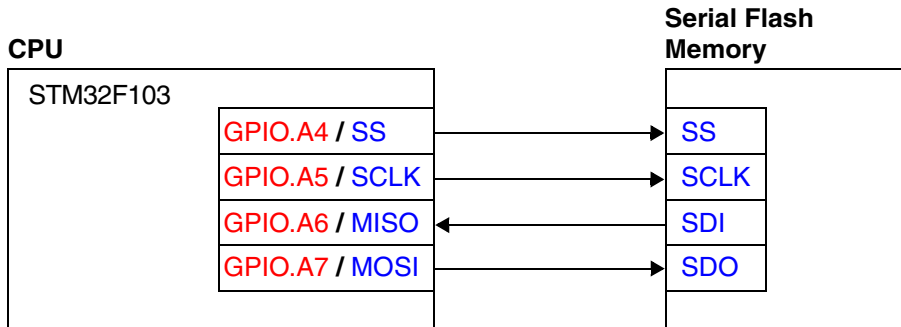 CPU
Serial Flash
Memory
STM32F103
GPIO.A4 / SS
SS
GPIO.A5 / SCLK
SCLK
GPIO.A6 / MISO
SDI
GPIO.A7 / MOSI
SDO